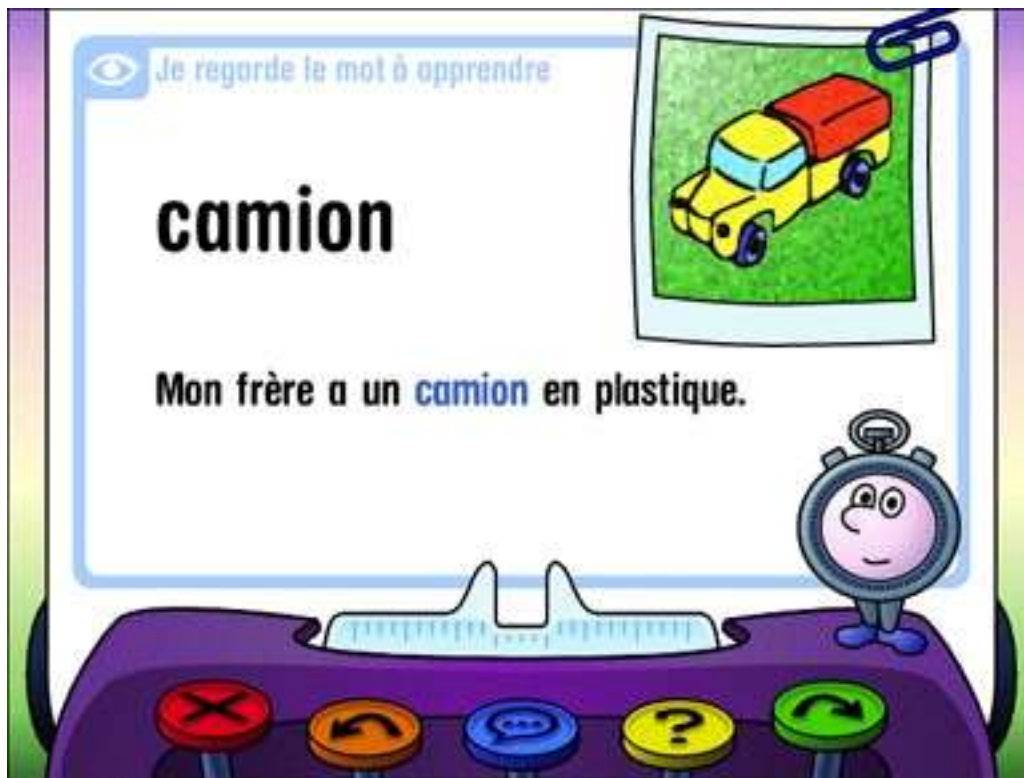 Je regarde le mot à apprendre
camion
Mon frère a un camion en plastique.
?